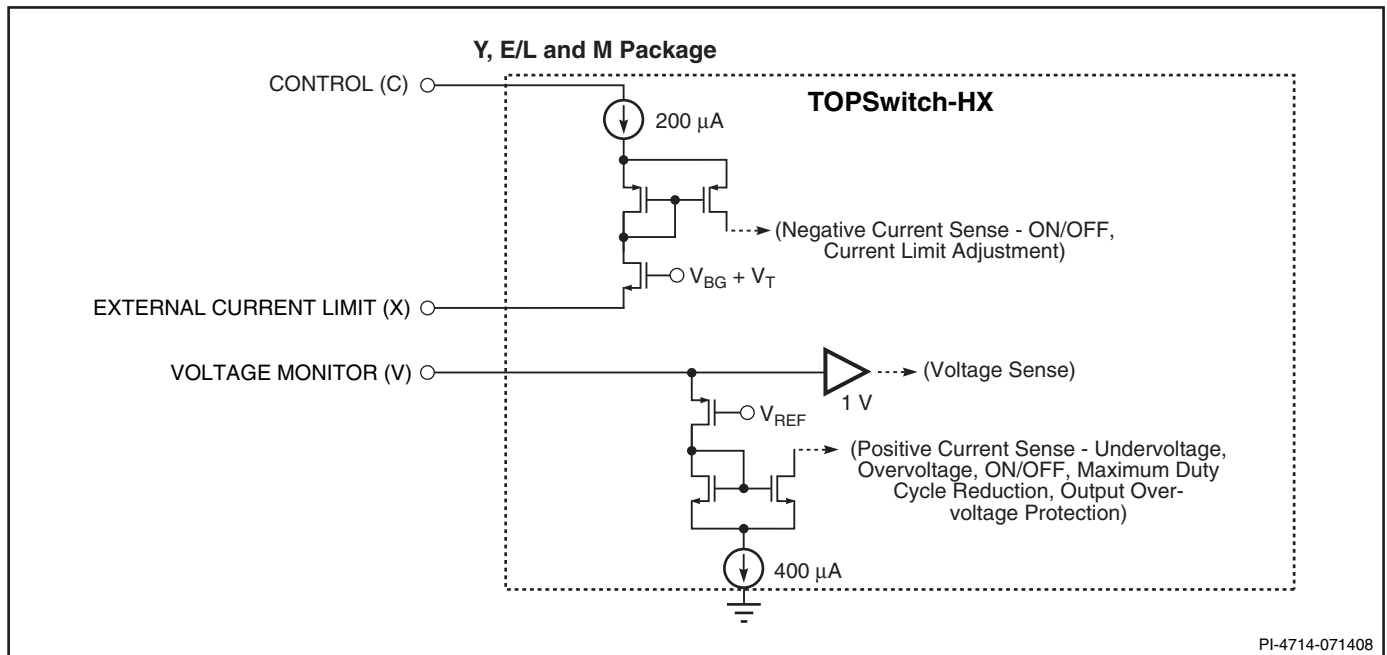 Y, E/L and M Package
CONTROL (C)
TOPSwitch-HX
200 μA
(Negative Current Sense - ON/OFF,
Current Limit Adjustment)
V_BG + V_T
EXTERNAL CURRENT LIMIT (X)
VOLTAGE MONITOR (V)
(Voltage Sense)
1 V
V_REF
(Positive Current Sense - Undervoltage,
Overvoltage, ON/OFF, Maximum Duty
Cycle Reduction, Output Over-
voltage Protection)
400 μA
PI-4714-071408